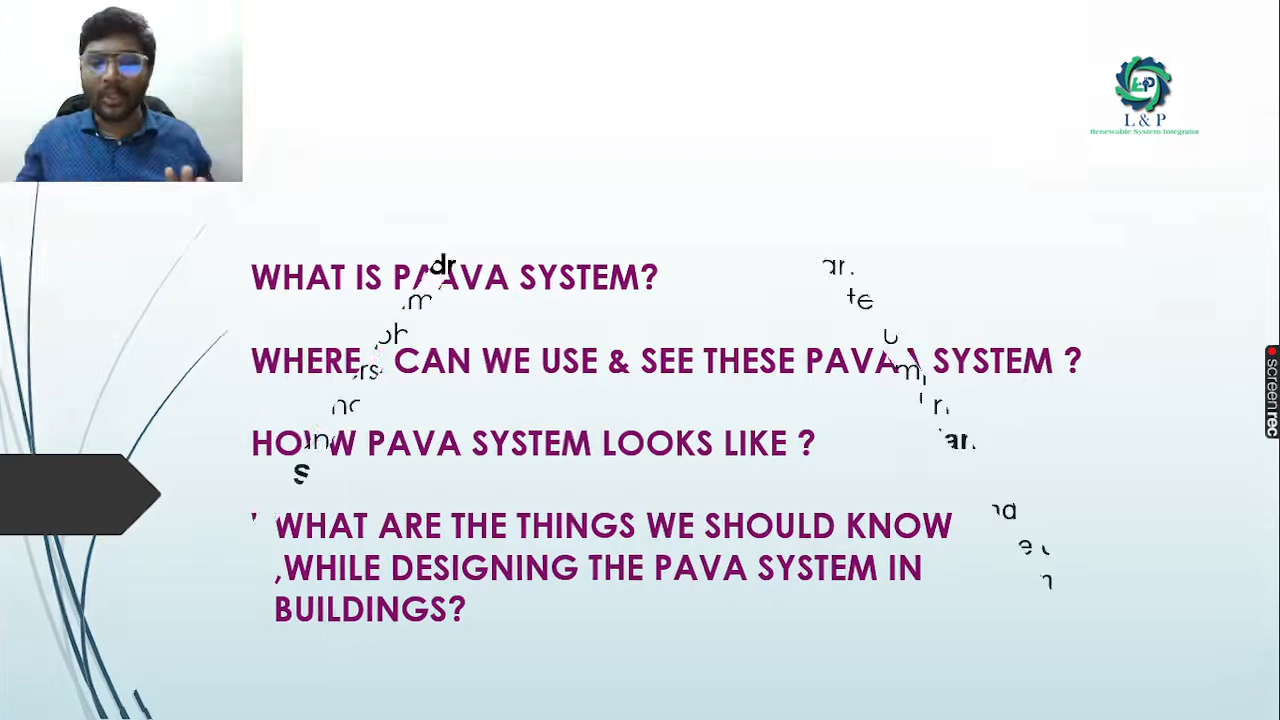 L & P
Renewable System Integrator
WHAT IS PAVA SYSTEM?
WHERE CAN WE USE & SEE THESE PAVA SYSTEM ?
HOW PAVA SYSTEM LOOKS LIKE ?
WHAT ARE THE THINGS WE SHOULD KNOW
,WHILE DESIGNING THE PAVA SYSTEM IN
BUILDINGS?
screenrec